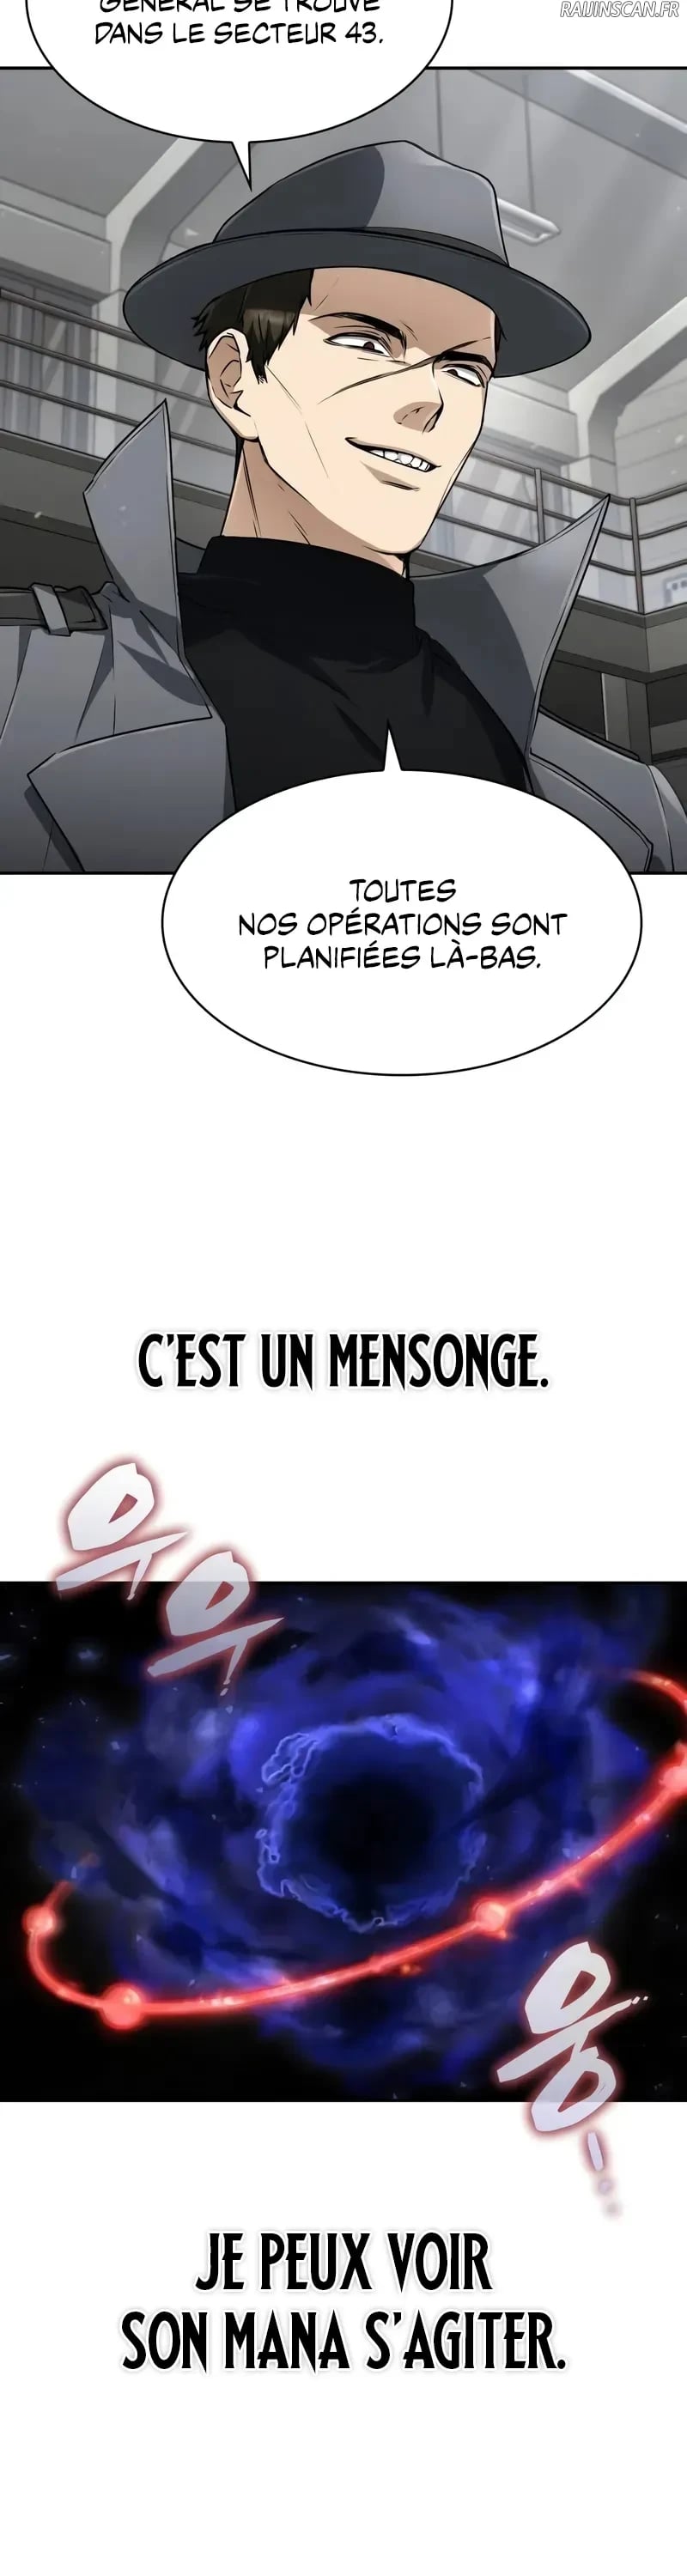 RAIJINSCAN.FR
GÉNÉRAL SE TROUVE
DANS LE SECTEUR 43.
TOUTES
NOS OPÉRATIONS SONT
PLANIFIÉES LÀ-BAS.
C'EST UN MENSONGE.
우
우
웅
JE PEUX VOIR
SON MANA S'AGITER.